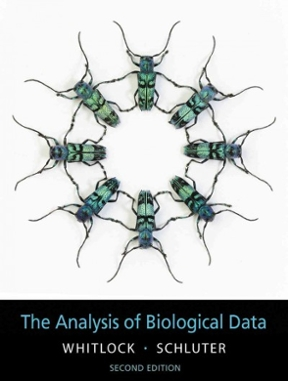 The Analysis of Biological Data
WHITLOCK · SCHLUTER
SECOND EDITION